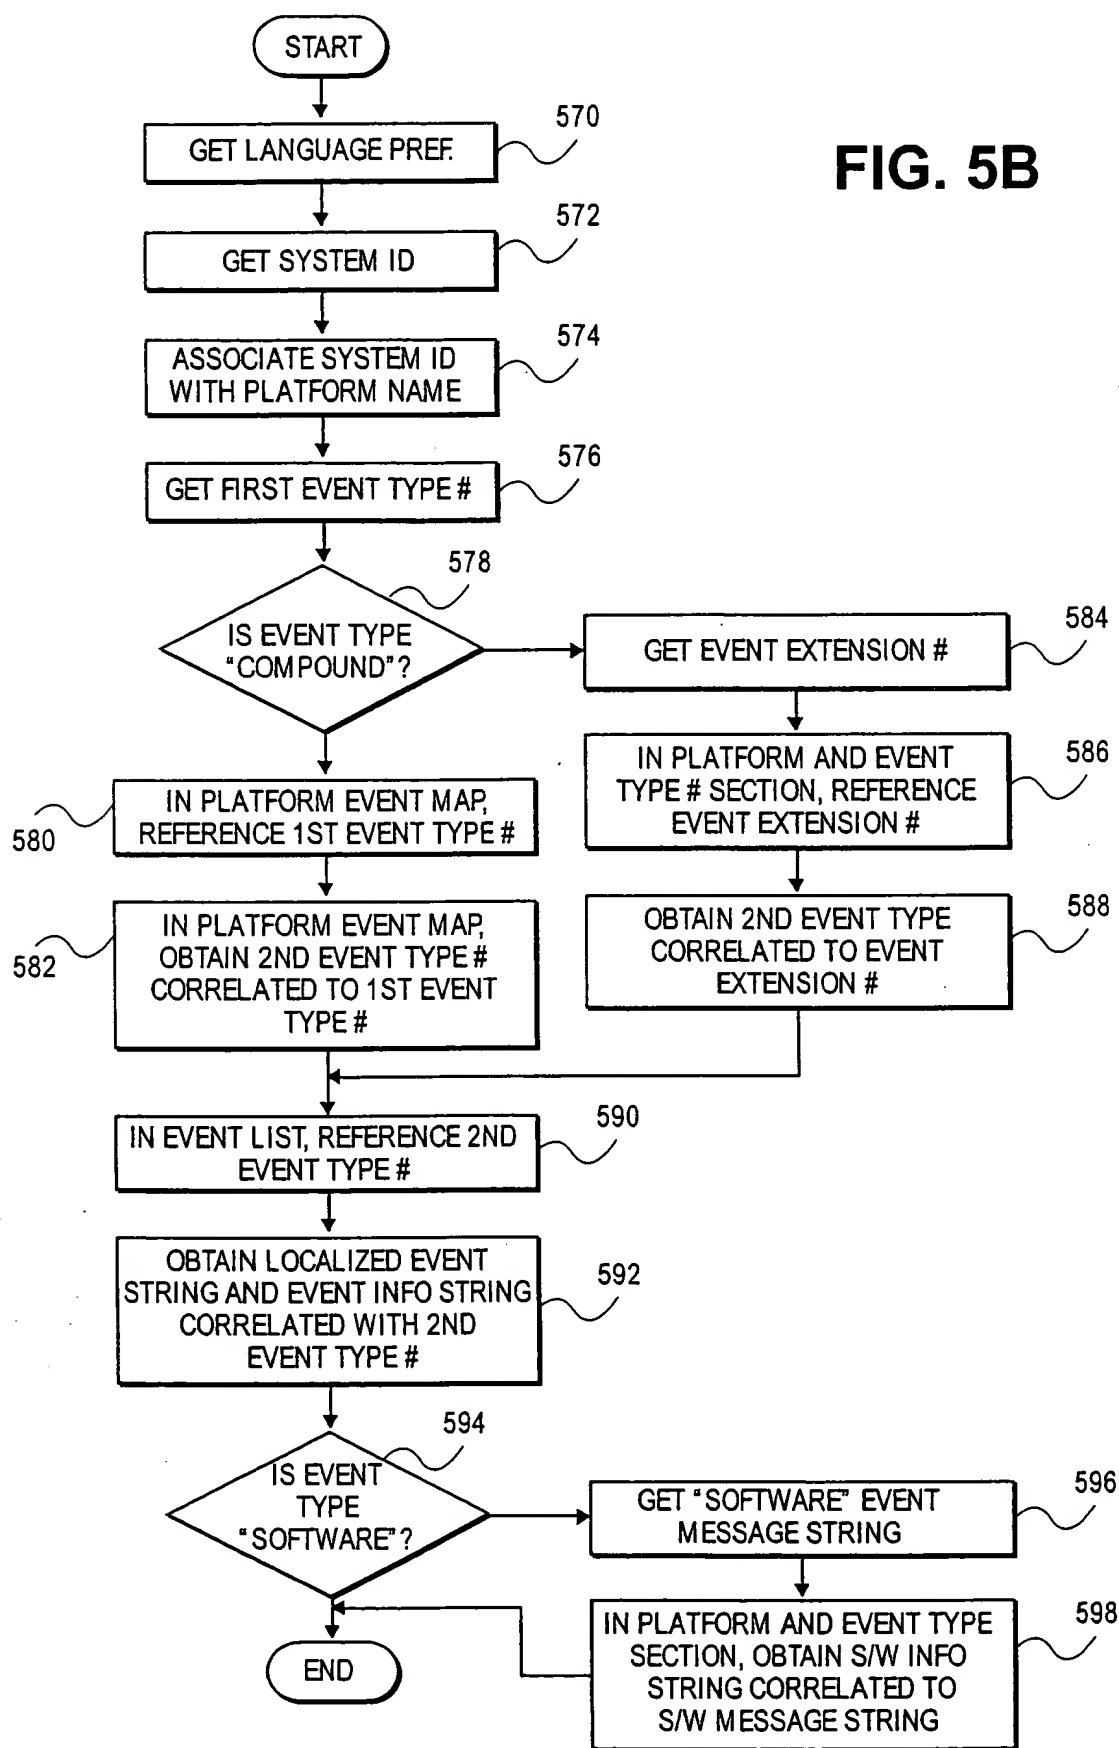 START
570
GET LANGUAGE PREF.
FIG. 5B
572
GET SYSTEM ID
574
ASSOCIATE SYSTEM ID
WITH PLATFORM NAME
576
GET FIRST EVENT TYPE #
578
IS EVENT TYPE
"COMPOUND"?
584
GET EVENT EXTENSION #
580
IN PLATFORM EVENT MAP,
REFERENCE 1ST EVENT TYPE #
586
IN PLATFORM AND EVENT
TYPE # SECTION, REFERENCE
EVENT EXTENSION #
582
IN PLATFORM EVENT MAP,
OBTAIN 2ND EVENT TYPE #
CORRELATED TO 1ST EVENT
TYPE #
588
OBTAIN 2ND EVENT TYPE
CORRELATED TO EVENT
EXTENSION #
590
IN EVENT LIST, REFERENCE 2ND
EVENT TYPE #
592
OBTAIN LOCALIZED EVENT
STRING AND EVENT INFO STRING
CORRELATED WITH 2ND
EVENT TYPE #
594
IS EVENT
TYPE
"SOFTWARE"?
596
GET "SOFTWARE" EVENT
MESSAGE STRING
598
IN PLATFORM AND EVENT TYPE
SECTION, OBTAIN S/W INFO
STRING CORRELATED TO
S/W MESSAGE STRING
END